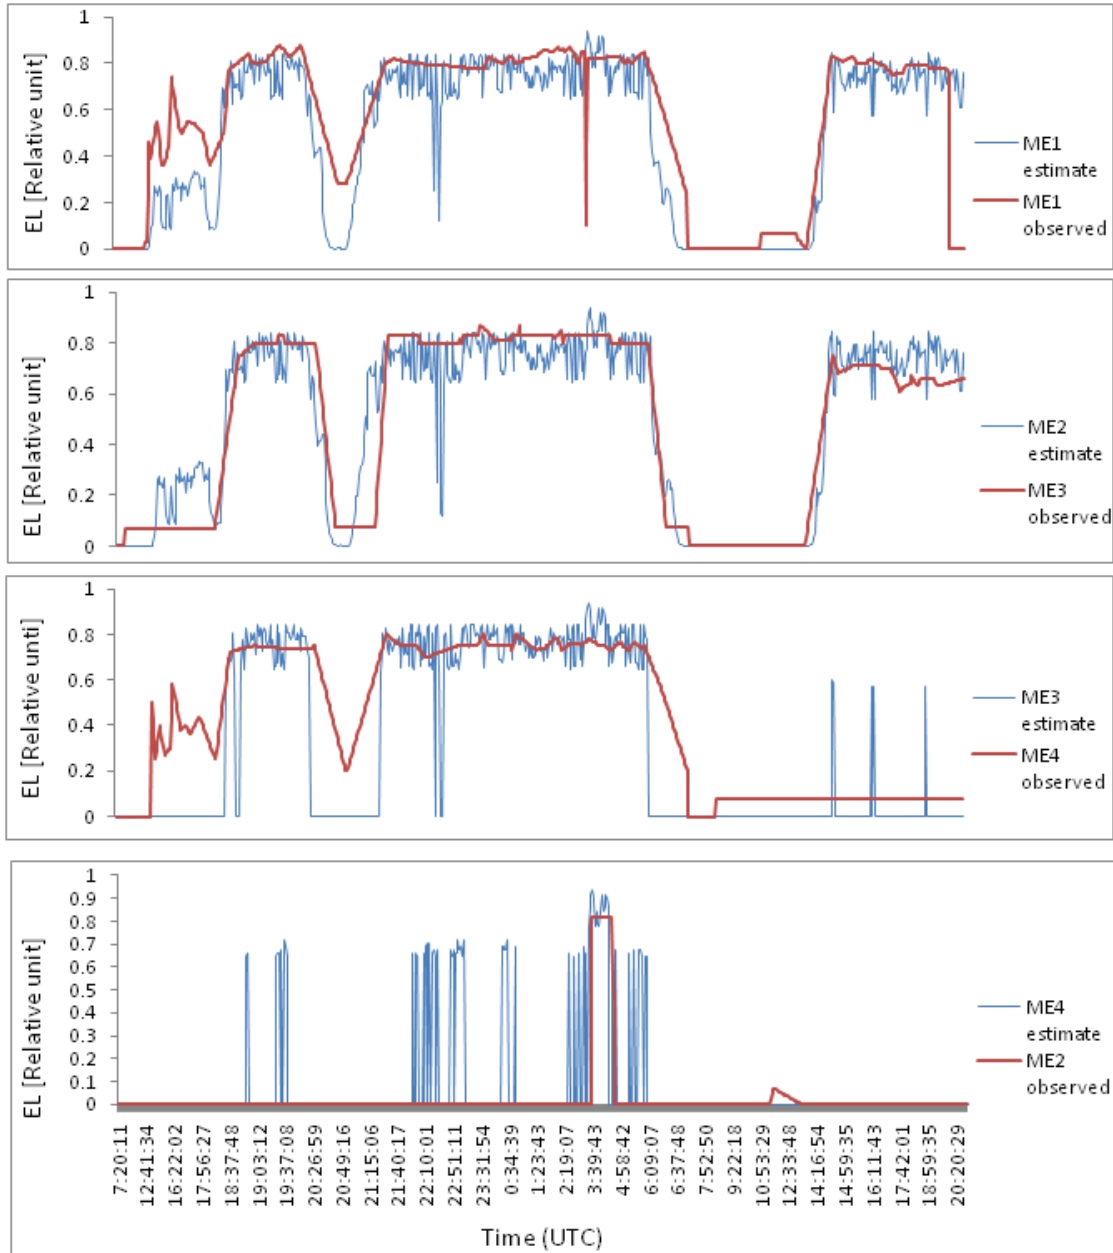 1
0.8
0.6
0.4
0.2
0
EL [Relative unit]
ME1
estimate
ME1
observed
1
0.8
0.6
0.4
0.2
0
EL [Relative unit]
ME2
estimate
ME3
observed
1
0.8
0.6
0.4
0.2
0
EL [Relative unti]
ME3
estimate
ME4
observed
1
0.9
0.8
0.7
0.6
0.5
0.4
0.3
0.2
0.1
0
EL [Relative unit]
ME4
estimate
ME2
observed
7:20:11
12:41:34
16:22:02
17:56:27
18:37:48
19:03:12
19:37:08
20:26:59
20:49:16
21:15:06
21:40:17
22:10:01
22:51:11
23:31:54
0:34:39
1:23:43
2:19:07
3:39:43
4:58:42
6:09:07
6:37:48
7:52:50
9:22:18
10:53:29
12:33:48
14:16:54
14:59:35
16:11:43
17:42:01
18:59:35
20:20:29
Time (UTC)